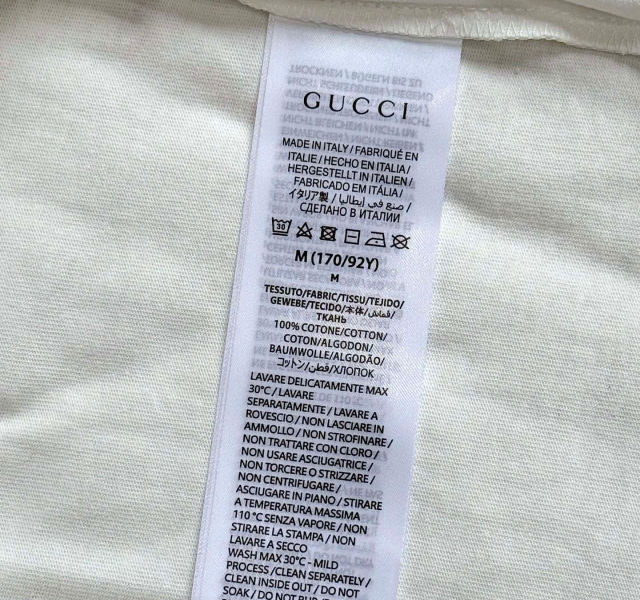 GUCCI
MADE IN ITALY / FABRIQUÉ EN
ITALIE / HECHO EN ITALIA /
HERGESTELLT IN ITALIEN /
FABRICADO EM ITÁLIA /
イタリア製 / صنع في إيطاليا /
СДЕЛАНО В ИТАЛИИ
30
M (170/92Y)
M
TESSUTO/FABRIC/TISSU/TEJIDO/
GEWEBE/TECIDO/本体/قماش/
ТКАНЬ
100% COTONE/COTTON/
COTON/ALGODON/
BAUMWOLLE/ALGODÃO/
コットン/قطن/ХЛОПОК
LAVARE DELICATAMENTE MAX
30°C / LAVARE
SEPARATAMENTE / LAVARE A
ROVESCIO / NON LASCIARE IN
AMMOLLO / NON STROFINARE /
NON TRATTARE CON CLORO /
NON USARE ASCIUGATRICE /
NON TORCERE O STRIZZARE /
NON CENTRIFUGARE /
ASCIUGARE IN PIANO / STIRARE
A TEMPERATURA MASSIMA
110 °C SENZA VAPORE / NON
STIRARE LA STAMPA / NON
LAVARE A SECCO
WASH MAX 30°C - MILD
PROCESS /CLEAN SEPARATELY /
CLEAN INSIDE OUT / DO NOT
SOAK / DO NOT RUB / DO